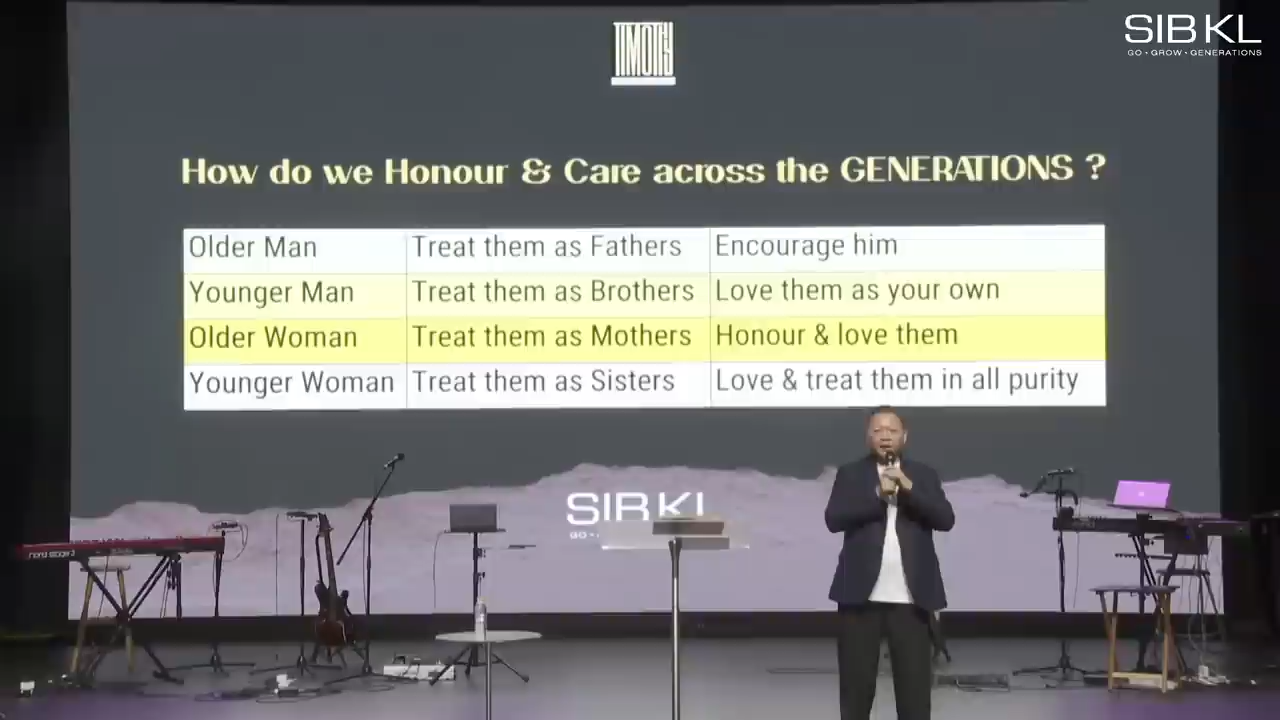 TIMOTHY
SIBKL
GO • GROW • GENERATIONS
How do we Honour & Care across the GENERATIONS ?
Older Man Treat them as Fathers Encourage him
Younger Man Treat them as Brothers Love them as your own
Older Woman Treat them as Mothers Honour & love them
Younger Woman Treat them as Sisters Love & treat them in all purity
SIBKL
GO •
nord stage 3